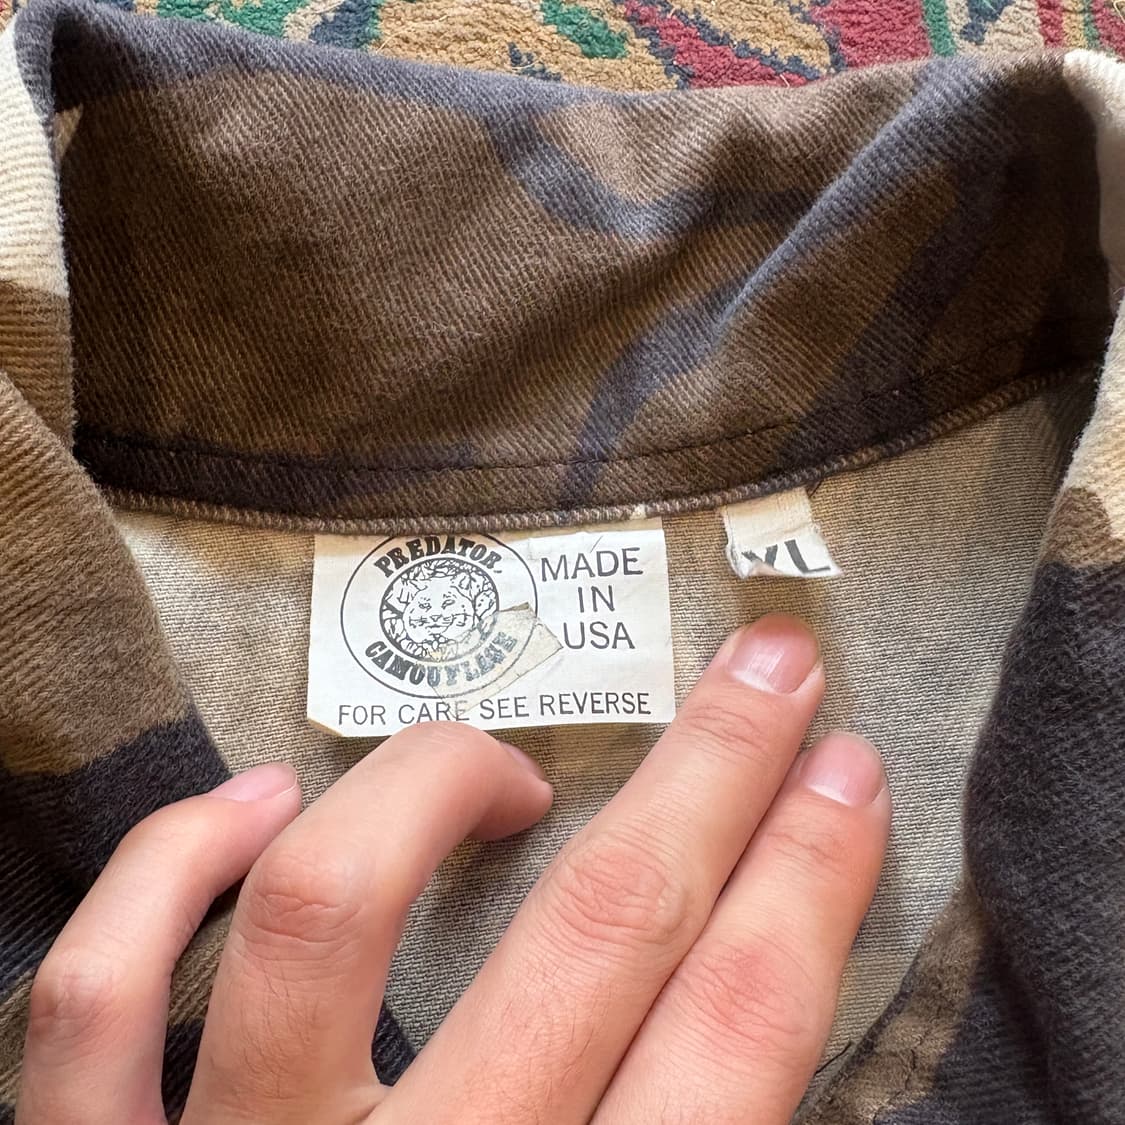 PREDATOR
CAMOUFLAGE
MADE
IN
USA
FOR CARE SEE REVERSE
XL